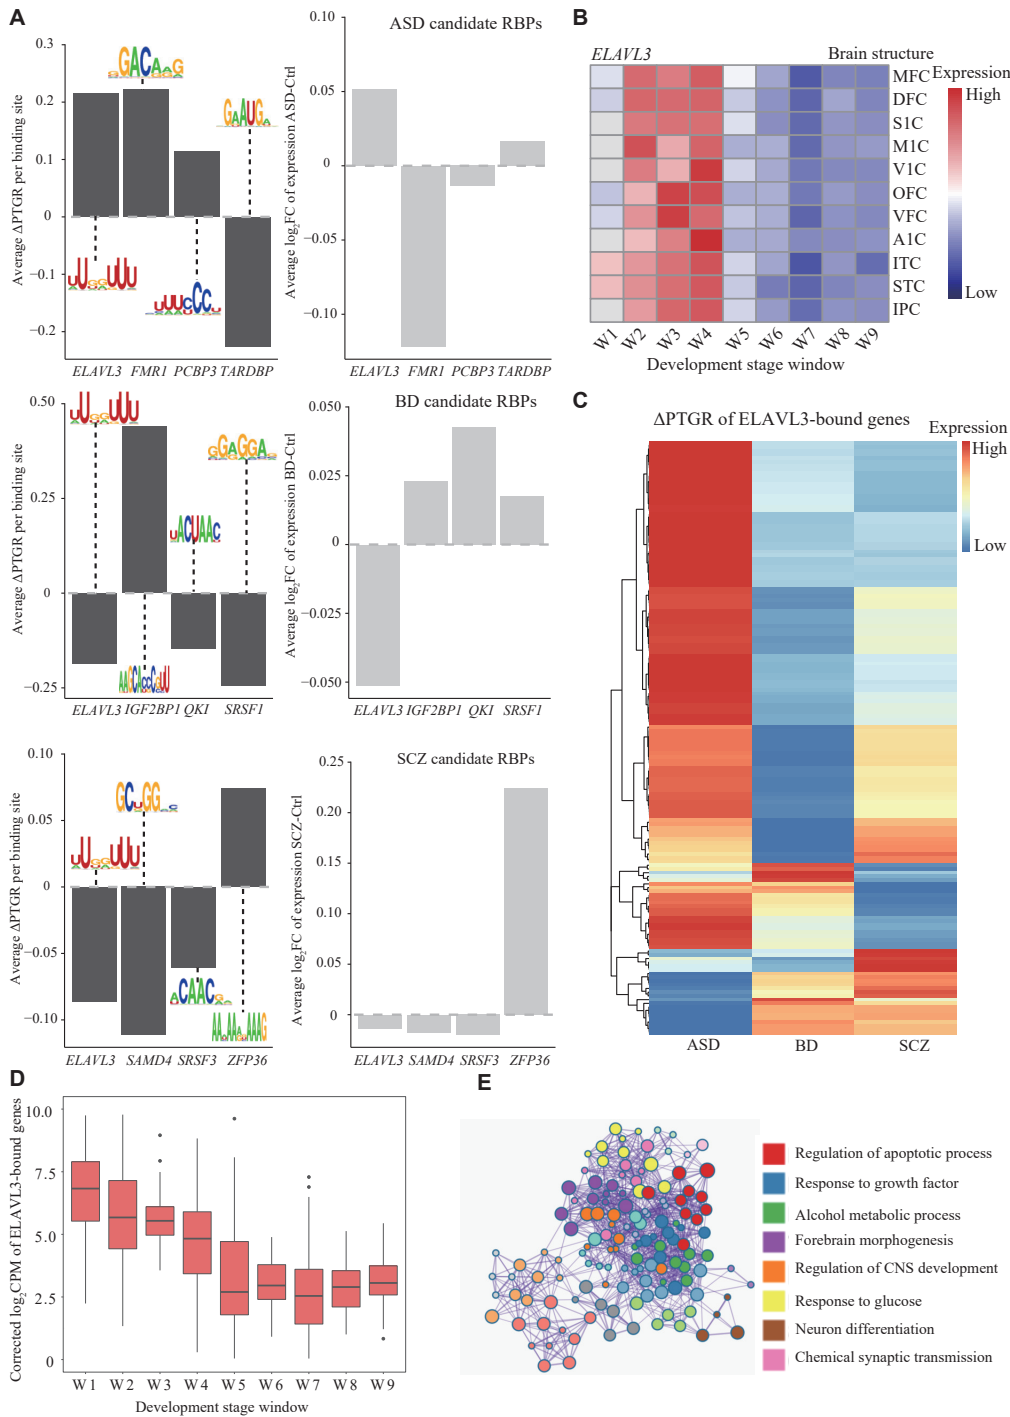 A
ASD candidate RBPs
Average ΔPTGR per binding site
0.3
0.2
0.1
0
−0.1
−0.2
GACAAG
GAAUGA
UUGGUUU
UUUCCCU
ELAVL3 FMR1 PCBP3 TARDBP
Average log2FC of expression ASD-Ctrl
0.10
0.05
0
−0.05
−0.10
ELAVL3 FMR1 PCBP3 TARDBP
BD candidate RBPs
Average ΔPTGR per binding site
0.50
0.25
0
−0.25
UUGGUUU
GGAGGA
UACUAAC
ELAVL3 IGF2BP1 QKI SRSF1
Average log2FC of expression BD-Ctrl
0.050
0.025
0
−0.025
−0.050
ELAVL3 IGF2BP1 QKI SRSF1
SCZ candidate RBPs
Average ΔPTGR per binding site
0.10
0.05
0
−0.05
−0.10
UUGGUUU
ELAVL3 SAMD4 SRSF3 ZFP36
Average log2FC of expression SCZ-Ctrl
0.25
0.20
0.15
0.10
0.05
0
ELAVL3 SAMD4 SRSF3 ZFP36
B
ELAVL3
Brain structure
MFC
DFC
S1C
M1C
V1C
OFC
VFC
A1C
ITC
STC
IPC
W1 W2 W3 W4 W5 W6 W7 W8 W9
Development stage window
Expression
High
Low
C
ΔPTGR of ELAVL3-bound genes
Expression
High
Low
ASD BD SCZ
D
Corrected log2CPM of ELAVL3-bound genes
10.0
7.5
5.0
2.5
0
W1 W2 W3 W4 W5 W6 W7 W8 W9
Development stage window
E
Regulation of apoptotic process
Response to growth factor
Alcohol metabolic process
Forebrain morphogenesis
Regulation of CNS development
Response to glucose
Neuron differentiation
Chemical synaptic transmission